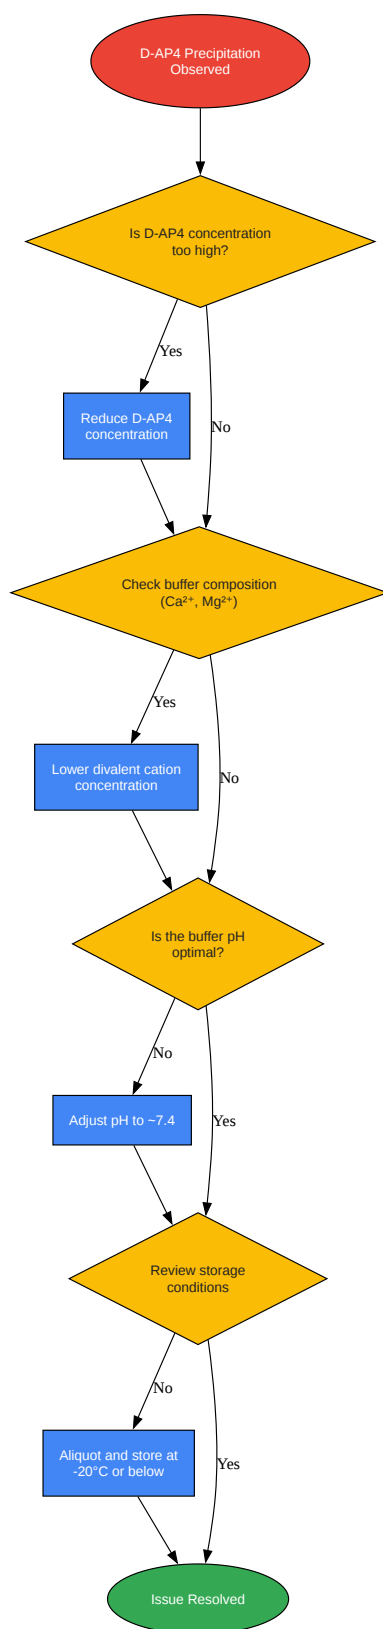 D-AP4 Precipitation
Observed
Is D-AP4 concentration
too high?
Yes
Reduce D-AP4
concentration
No
Check buffer composition
(Ca²⁺, Mg²⁺)
Yes
Lower divalent cation
concentration
No
Is the buffer pH
optimal?
No
Adjust pH to ~7.4
Yes
Review storage
conditions
No
Aliquot and store at
-20°C or below
Yes
Issue Resolved